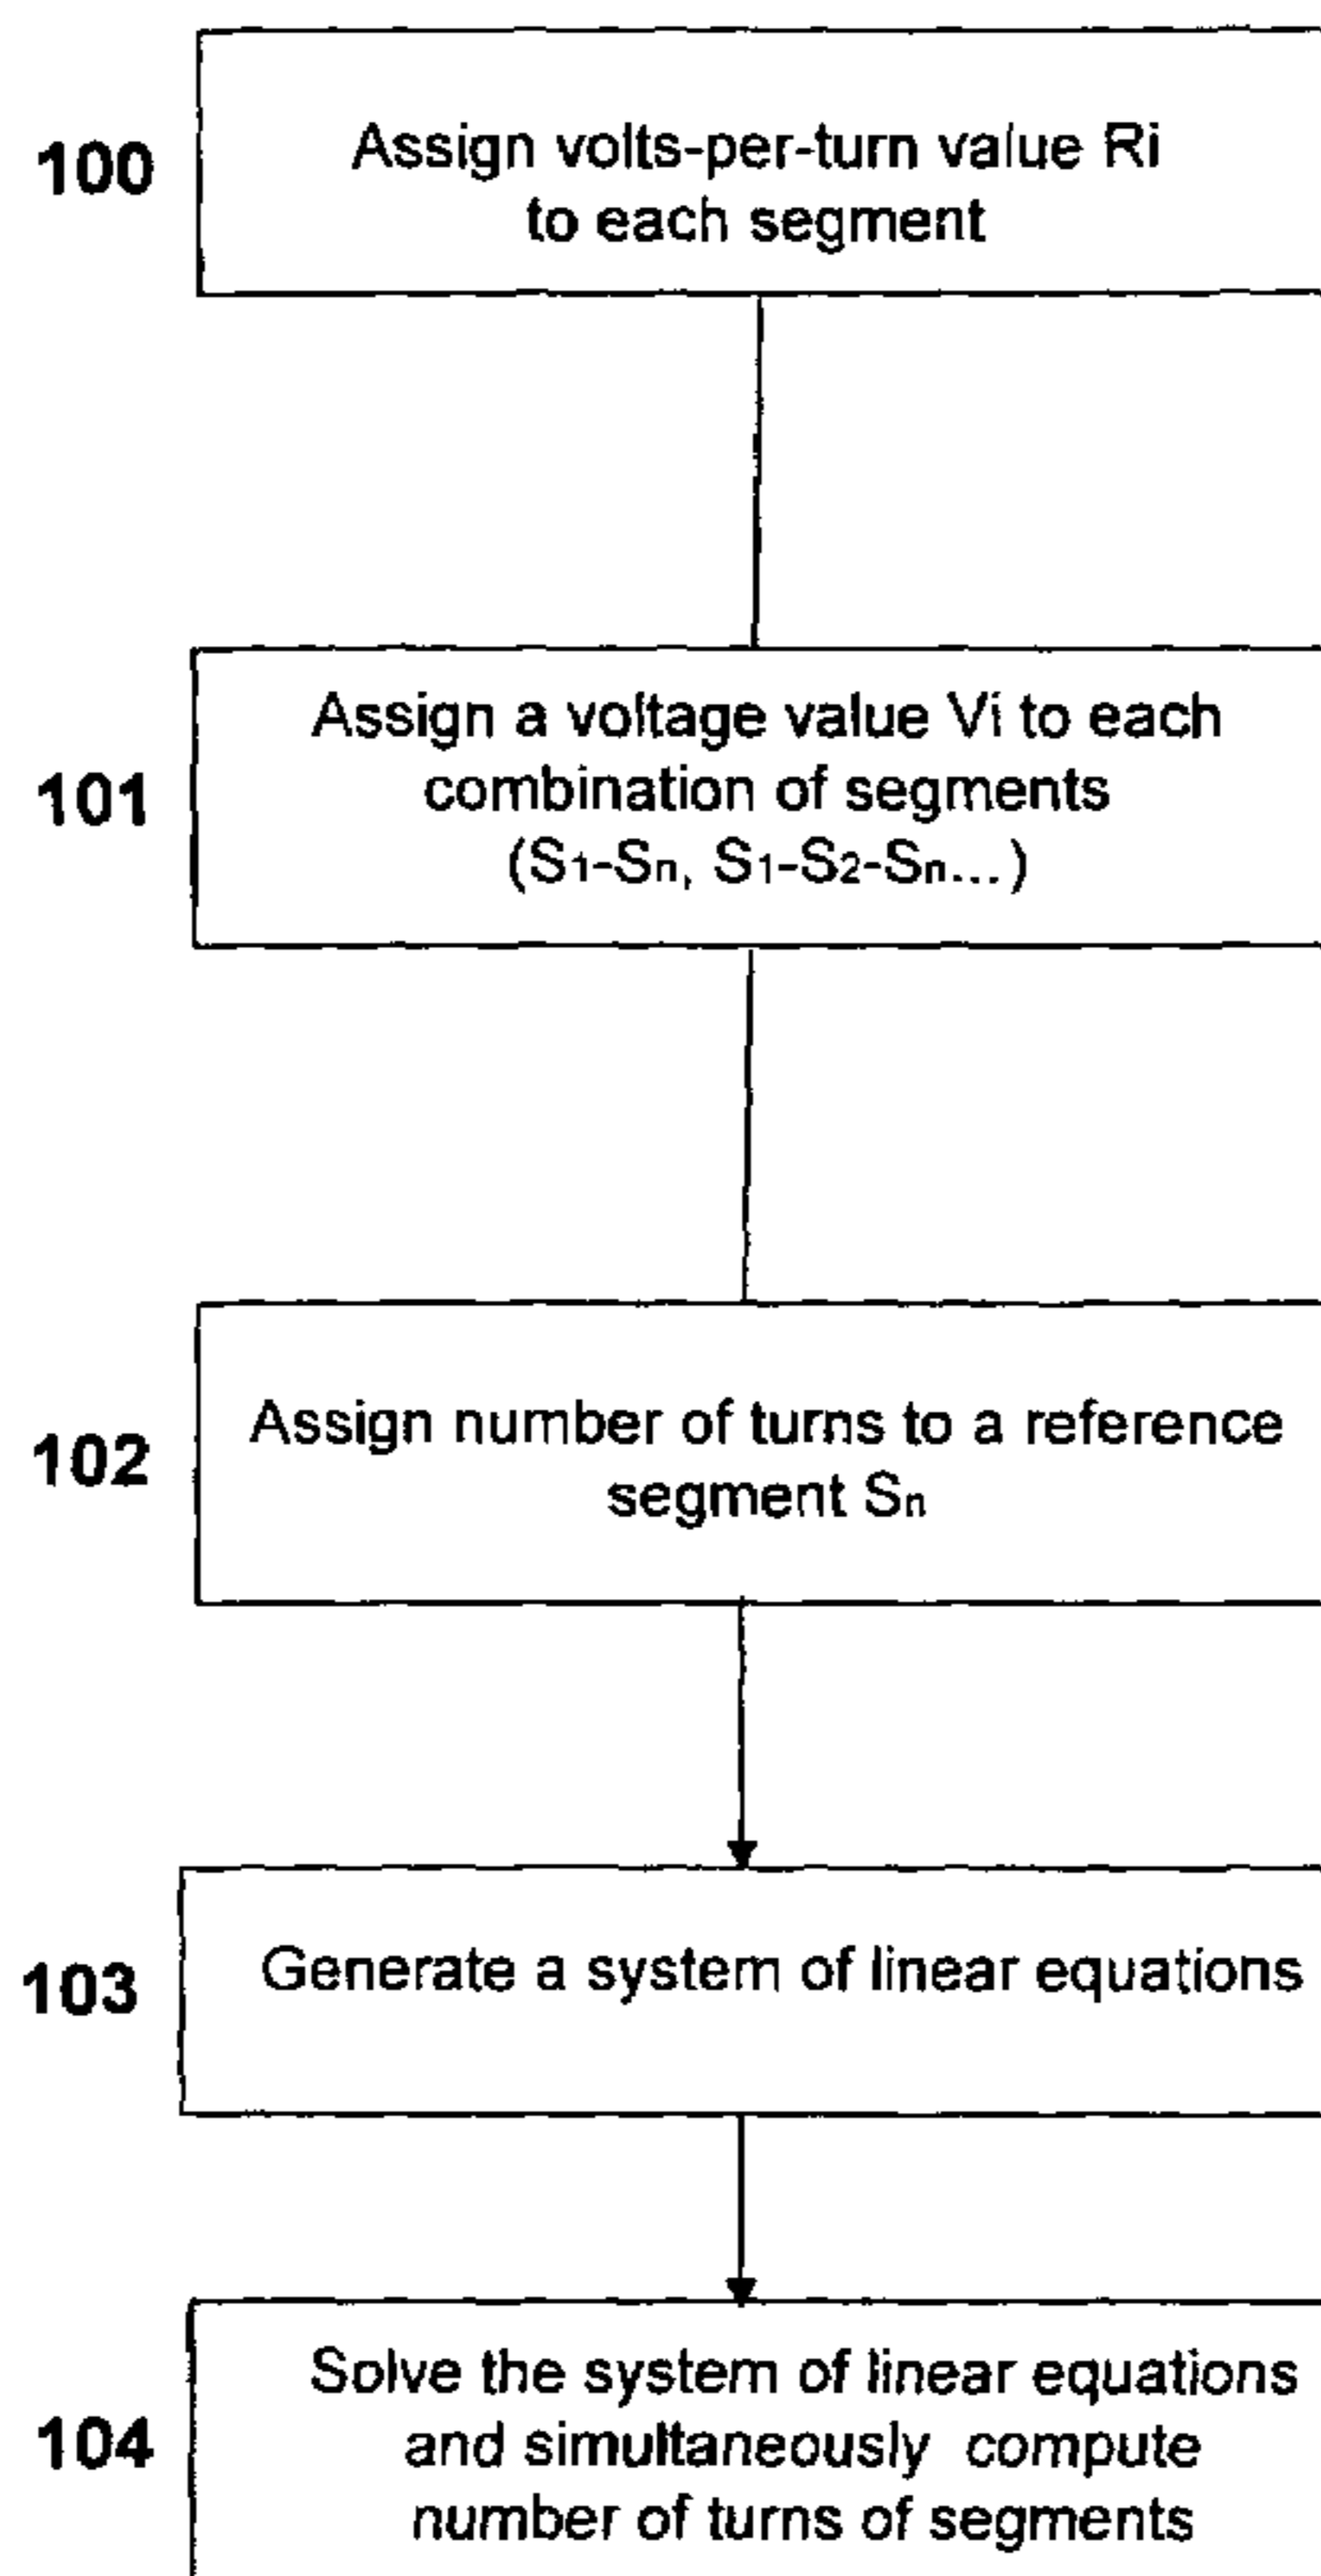 100
Assign volts-per-turn value Ri
to each segment
101
Assign a voltage value Vi to each
combination of segments
(S1-Sn, S1-S2-Sn...)
102
Assign number of turns to a reference
segment Sn
103
Generate a system of linear equations
104
Solve the system of linear equations
and simultaneously compute
number of turns of segments